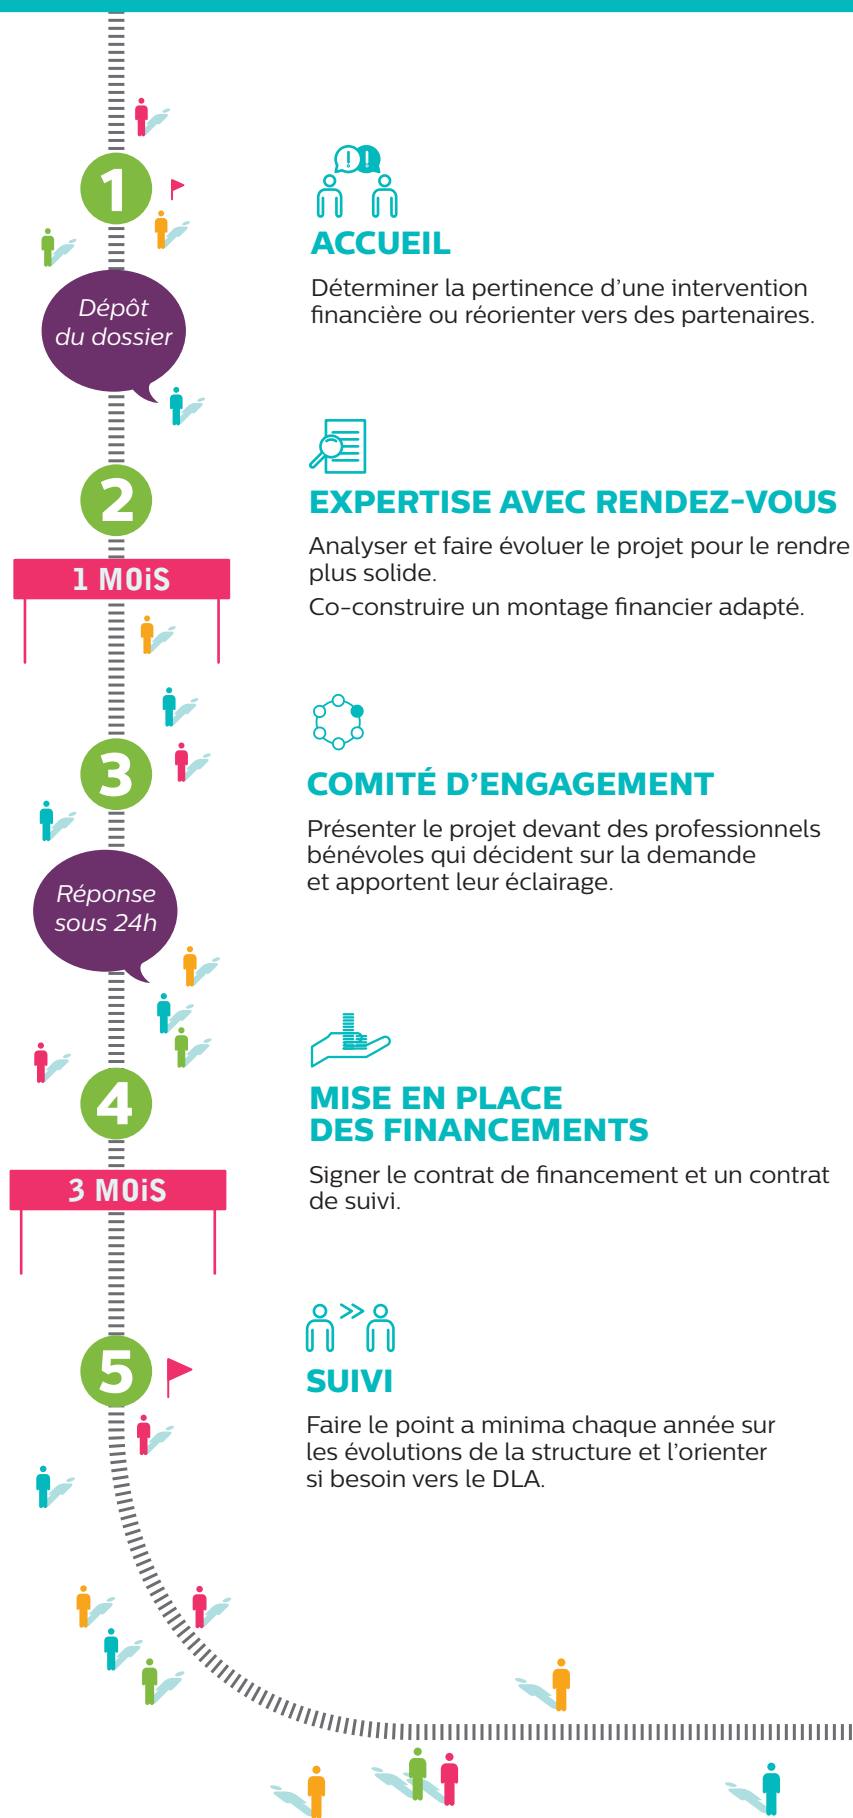 1
ACCUEIL
Déterminer la pertinence d’une intervention
financière ou réorienter vers des partenaires.
Dépôt
du dossier
2
EXPERTISE AVEC RENDEZ-VOUS
Analyser et faire évoluer le projet pour le rendre
plus solide.
Co-construire un montage financier adapté.
1 MOiS
3
COMITÉ D’ENGAGEMENT
Présenter le projet devant des professionnels
bénévoles qui décident sur la demande
et apportent leur éclairage.
Réponse
sous 24h
4
MISE EN PLACE
DES FINANCEMENTS
Signer le contrat de financement et un contrat
de suivi.
3 MOiS
5
SUIVI
Faire le point a minima chaque année sur
les évolutions de la structure et l’orienter
si besoin vers le DLA.